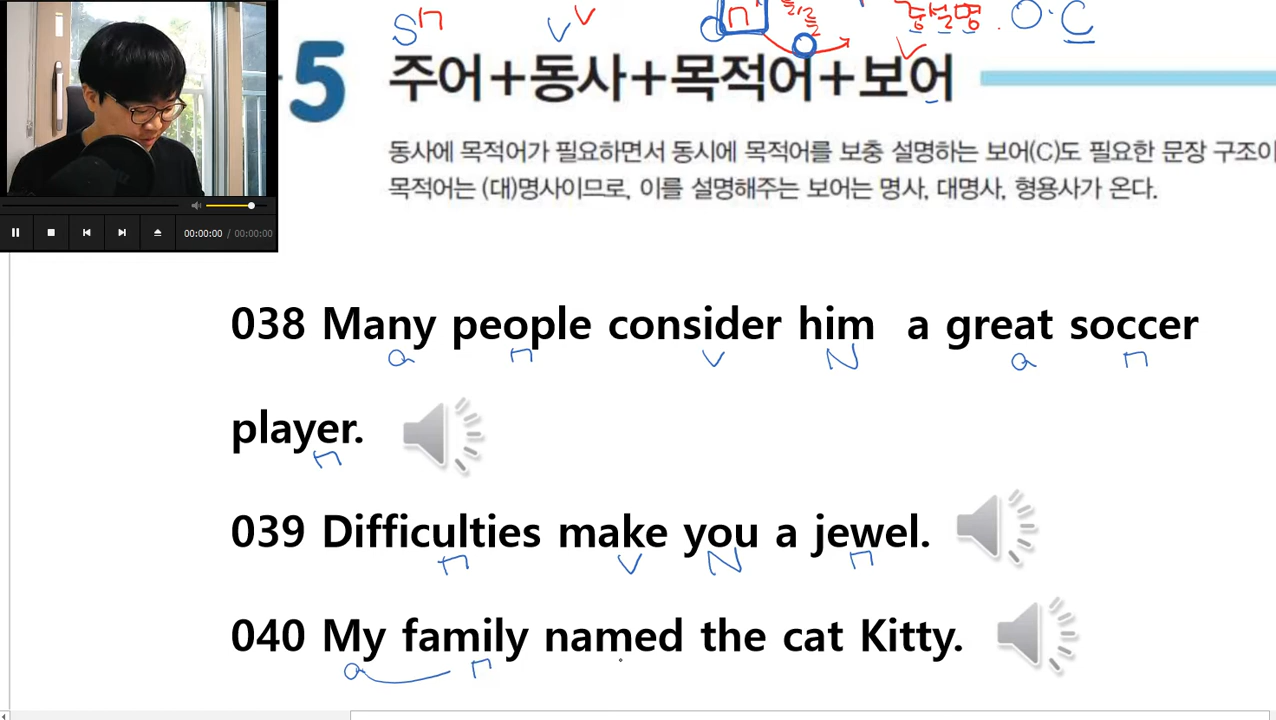 S n V V n 보충설명. O·C
5 주어+동사+목적어+보어
동사에 목적어가 필요하면서 동시에 목적어를 보충 설명하는 보어(C)도 필요한 문장 구조이
목적어는 (대)명사이므로, 이를 설명해주는 보어는 명사, 대명사, 형용사가 온다.
00:00:00 / 00:00:00
038 Many people consider him a great soccer
a n v N a n
player.
n
039 Difficulties make you a jewel.
n v N n
040 My family named the cat Kitty.
a n